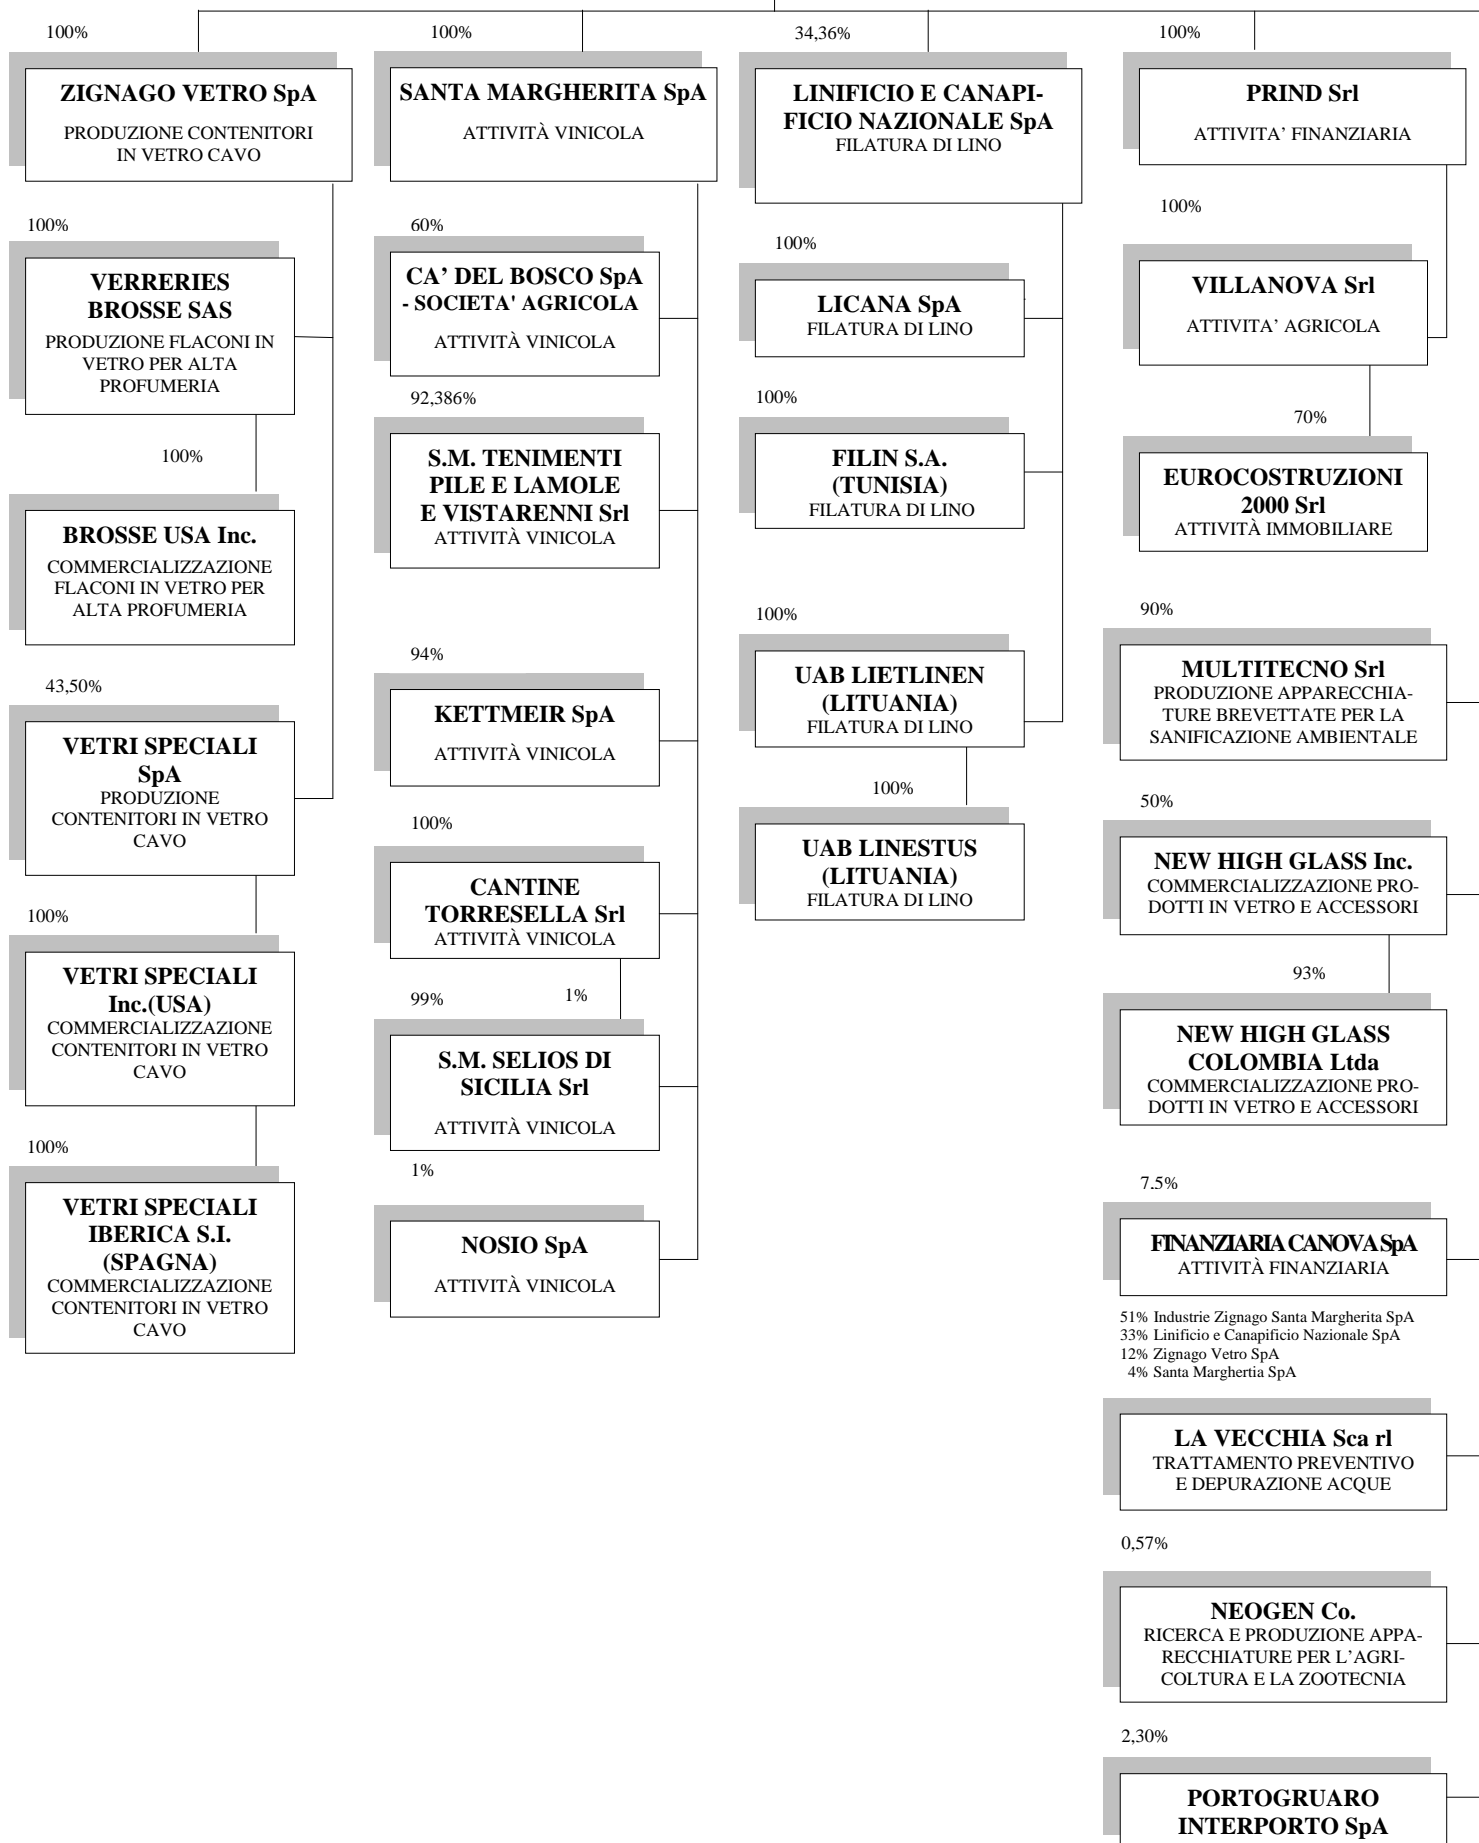 100%
ZIGNAGO VETRO SpA
PRODUZIONE CONTENITORI
IN VETRO CAVO
100%
VERRERIES
BROSSE SAS
PRODUZIONE FLACONI IN
VETRO PER ALTA
PROFUMERIA
100%
BROSSE USA Inc.
COMMERCIALIZZAZIONE
FLACONI IN VETRO PER
ALTA PROFUMERIA
43,50%
VETRI SPECIALI
SpA
PRODUZIONE
CONTENITORI IN VETRO
CAVO
100%
VETRI SPECIALI
Inc.(USA)
COMMERCIALIZZAZIONE
CONTENITORI IN VETRO
CAVO
100%
VETRI SPECIALI
IBERICA S.I.
(SPAGNA)
COMMERCIALIZZAZIONE
CONTENITORI IN VETRO
CAVO
100%
SANTA MARGHERITA SpA
ATTIVITÀ VINICOLA
60%
CA’ DEL BOSCO SpA
- SOCIETA' AGRICOLA
ATTIVITÀ VINICOLA
92,386%
S.M. TENIMENTI
PILE E LAMOLE
E VISTARENNI Srl
ATTIVITÀ VINICOLA
94%
KETTMEIR SpA
ATTIVITÀ VINICOLA
100%
CANTINE
TORRESELLA Srl
ATTIVITÀ VINICOLA
99% 1%
S.M. SELIOS DI
SICILIA Srl
ATTIVITÀ VINICOLA
1%
NOSIO SpA
ATTIVITÀ VINICOLA
34,36%
LINIFICIO E CANAPI-
FICIO NAZIONALE SpA
FILATURA DI LINO
100%
LICANA SpA
FILATURA DI LINO
100%
FILIN S.A.
(TUNISIA)
FILATURA DI LINO
100%
UAB LIETLINEN
(LITUANIA)
FILATURA DI LINO
100%
UAB LINESTUS
(LITUANIA)
FILATURA DI LINO
100%
PRIND Srl
ATTIVITA’ FINANZIARIA
100%
VILLANOVA Srl
ATTIVITA’ AGRICOLA
70%
EUROCOSTRUZIONI
2000 Srl
ATTIVITÀ IMMOBILIARE
90%
MULTITECNO Srl
PRODUZIONE APPARECCHIA-
TURE BREVETTATE PER LA
SANIFICAZIONE AMBIENTALE
50%
NEW HIGH GLASS Inc.
COMMERCIALIZZAZIONE PRO-
DOTTI IN VETRO E ACCESSORI
93%
NEW HIGH GLASS
COLOMBIA Ltda
COMMERCIALIZZAZIONE PRO-
DOTTI IN VETRO E ACCESSORI
7.5%
FINANZIARIA CANOVA SpA
ATTIVITÀ FINANZIARIA
51% Industrie Zignago Santa Margherita SpA
33% Linificio e Canapificio Nazionale SpA
12% Zignago Vetro SpA
4% Santa Marghertia SpA
LA VECCHIA Sca rl
TRATTAMENTO PREVENTIVO
E DEPURAZIONE ACQUE
0,57%
NEOGEN Co.
RICERCA E PRODUZIONE APPA-
RECCHIATURE PER L’AGRI-
COLTURA E LA ZOOTECNIA
2,30%
PORTOGRUARO
INTERPORTO SpA